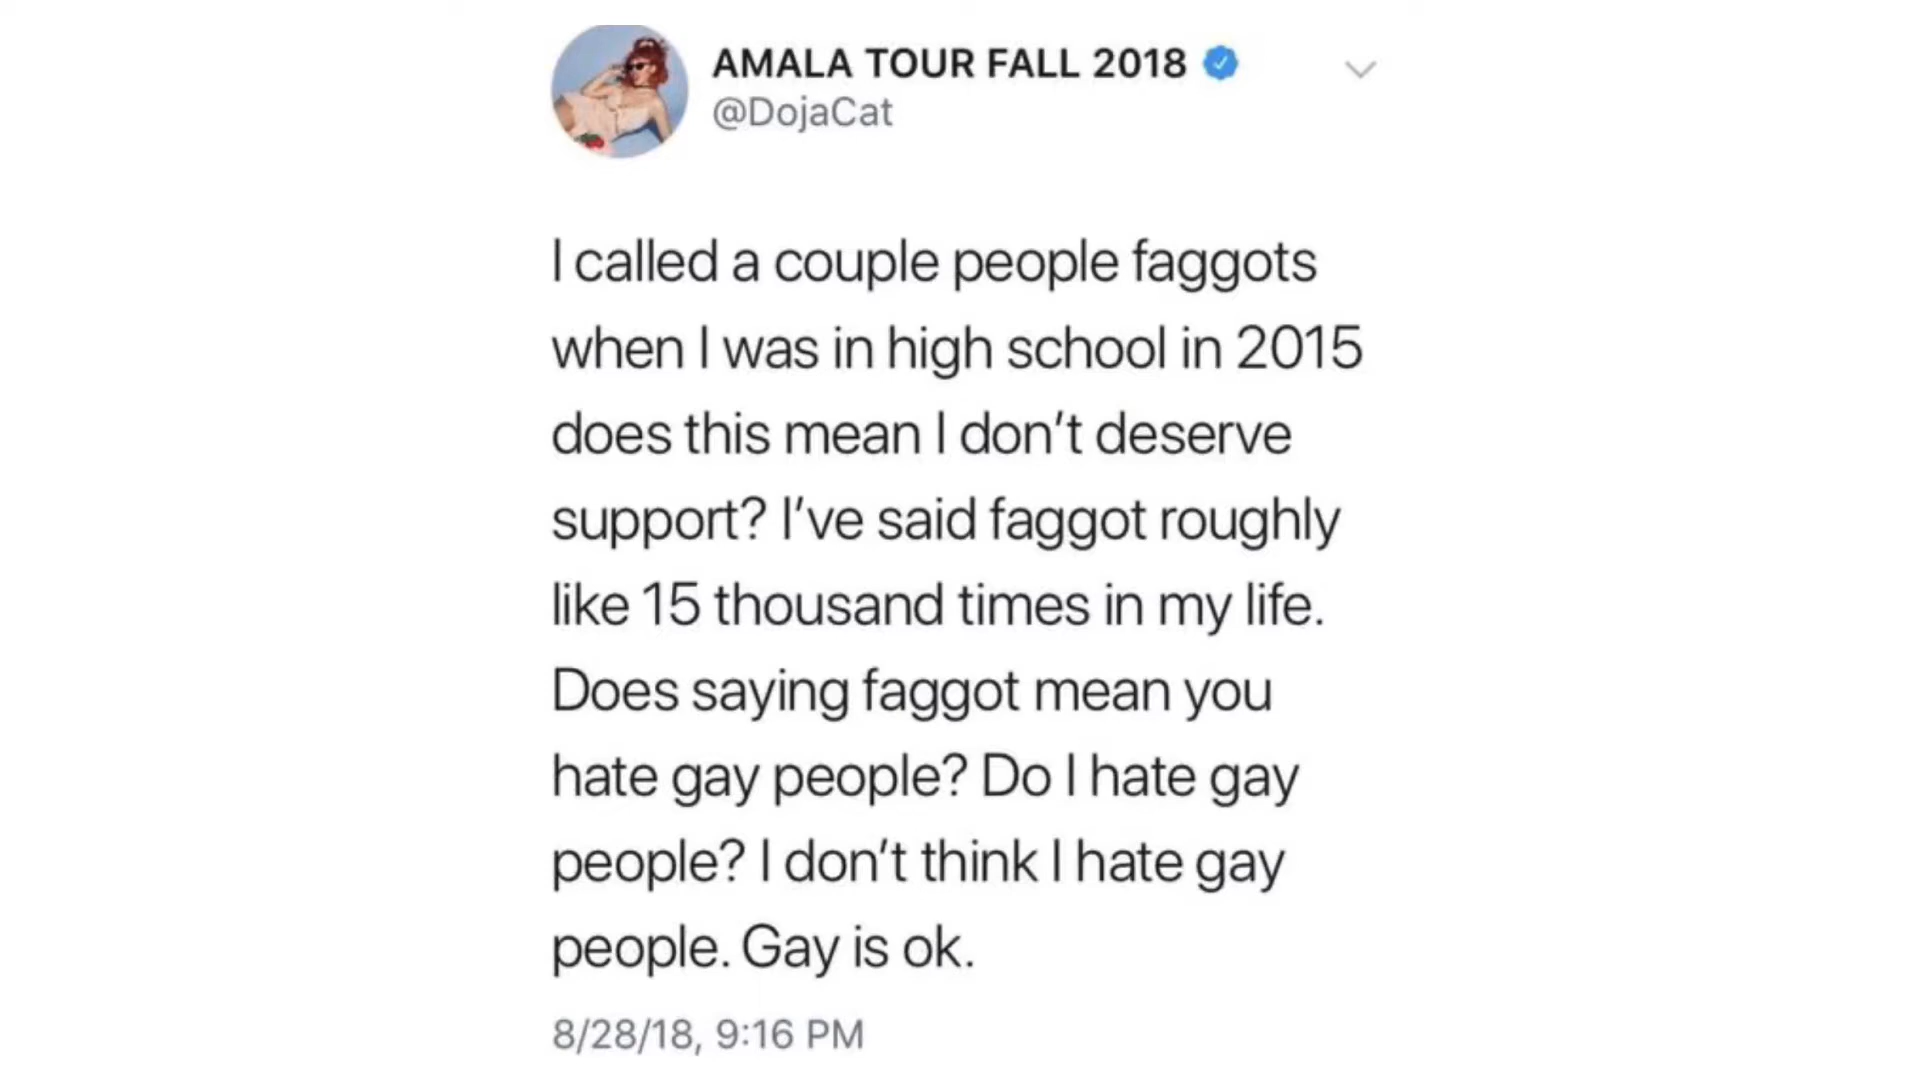 AMALA TOUR FALL 2018
@DojaCat
I called a couple people faggots
when I was in high school in 2015
does this mean I don't deserve
support? I've said faggot roughly
like 15 thousand times in my life.
Does saying faggot mean you
hate gay people? Do I hate gay
people? I don't think I hate gay
people. Gay is ok.
8/28/18, 9:16 PM